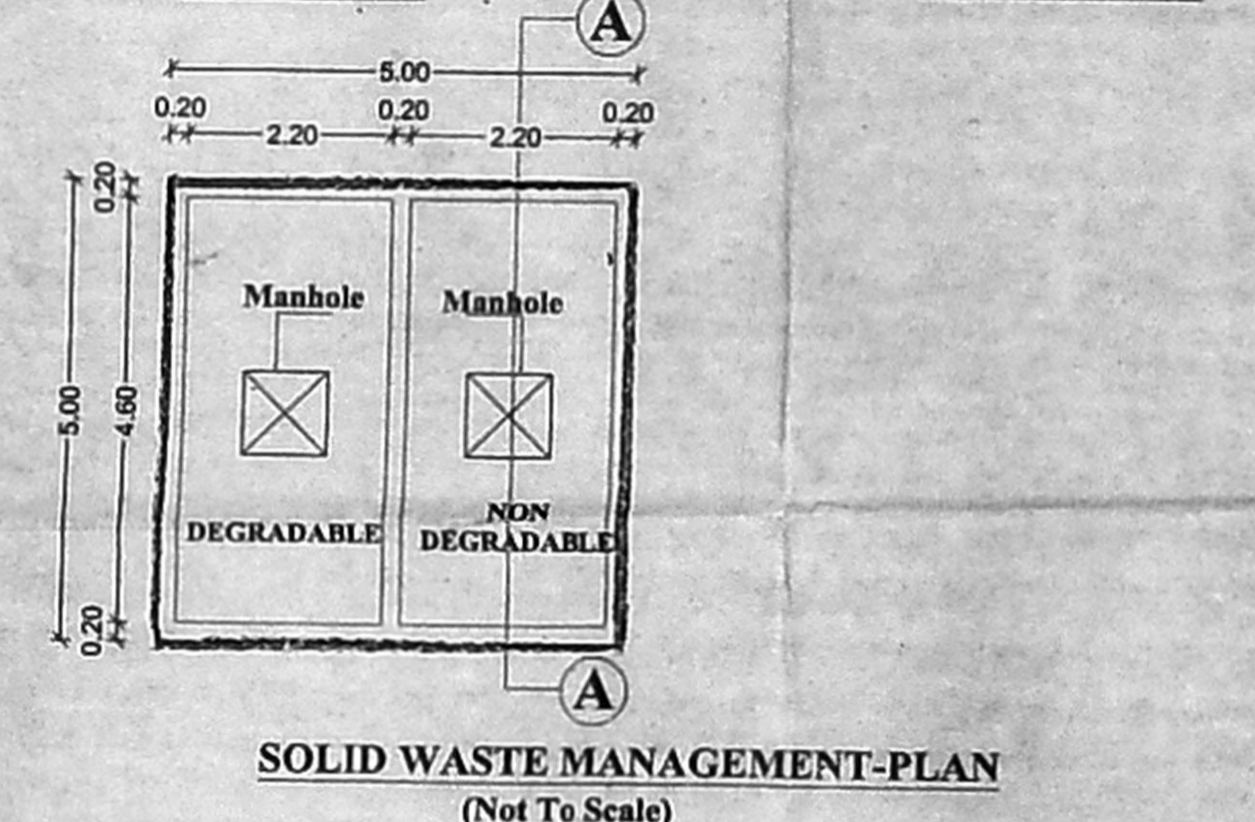 A
5.00
0.20 0.20 0.20
2.20 2.20
0.20
Manhole Manhole
5.00 4.60
NON
DEGRADABLE DEGRADABLE
0.20
A
SOLID WASTE MANAGEMENT-PLAN
(Not To Scale)